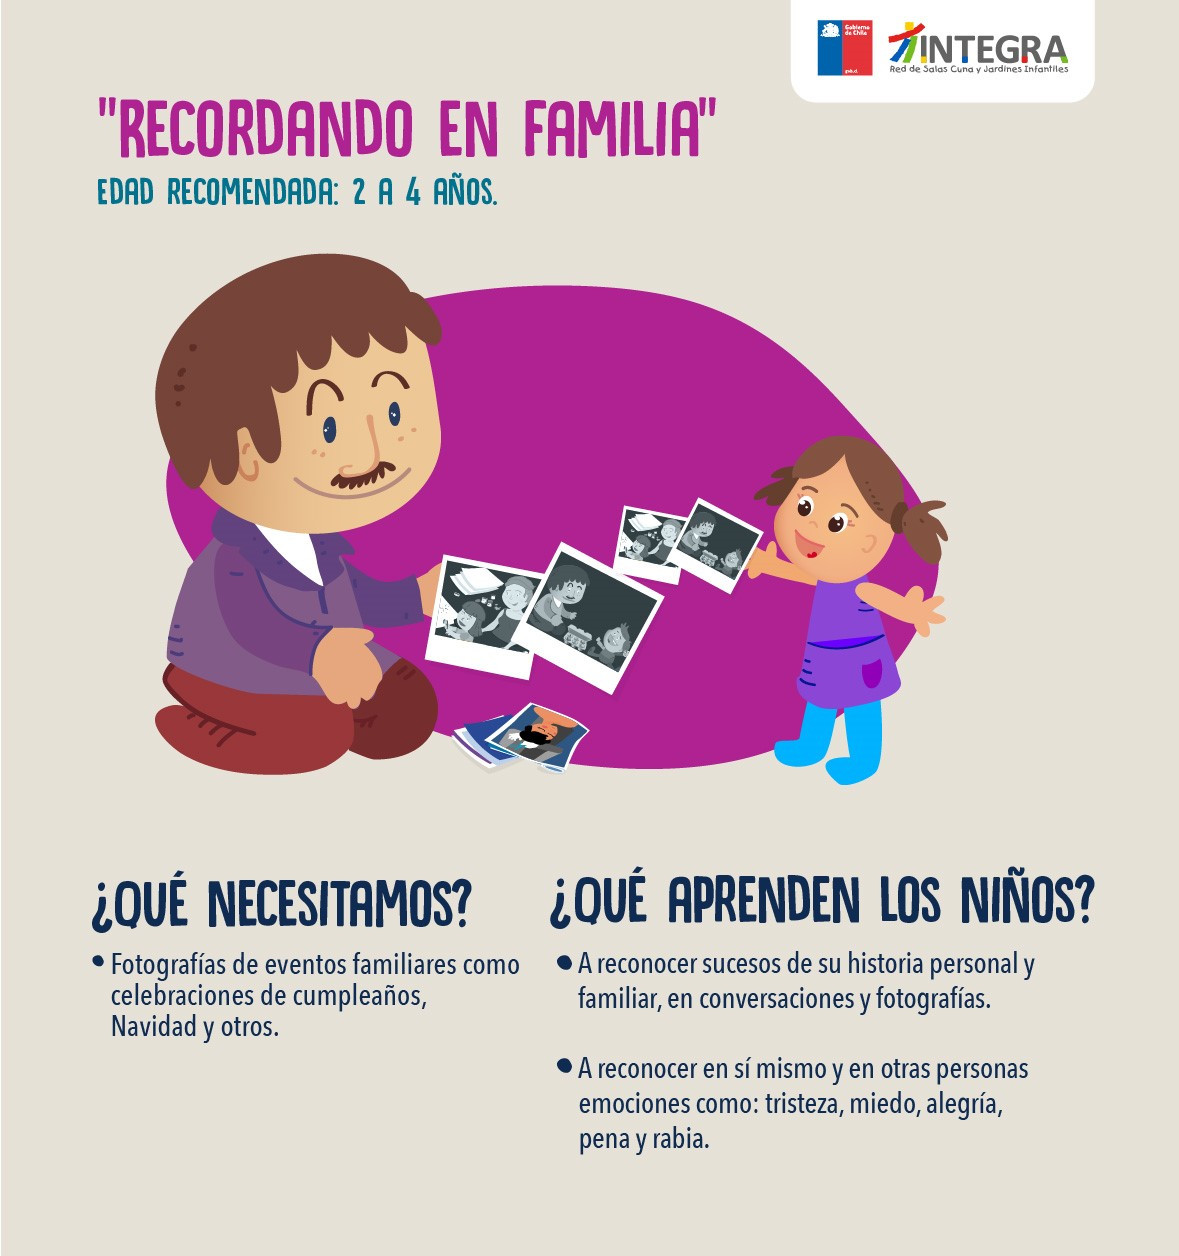 Gobierno
de Chile
gob.cl
INTEGRA
Red de Salas Cuna y Jardines Infantiles
"RECORDANDO EN FAMILIA"
EDAD RECOMENDADA: 2 A 4 AÑOS.
¿QUÉ NECESITAMOS?
• Fotografías de eventos familiares como
celebraciones de cumpleaños,
Navidad y otros.
¿QUÉ APRENDEN LOS NIÑOS?
• A reconocer sucesos de su historia personal y
familiar, en conversaciones y fotografías.
• A reconocer en sí mismo y en otras personas
emociones como: tristeza, miedo, alegría,
pena y rabia.